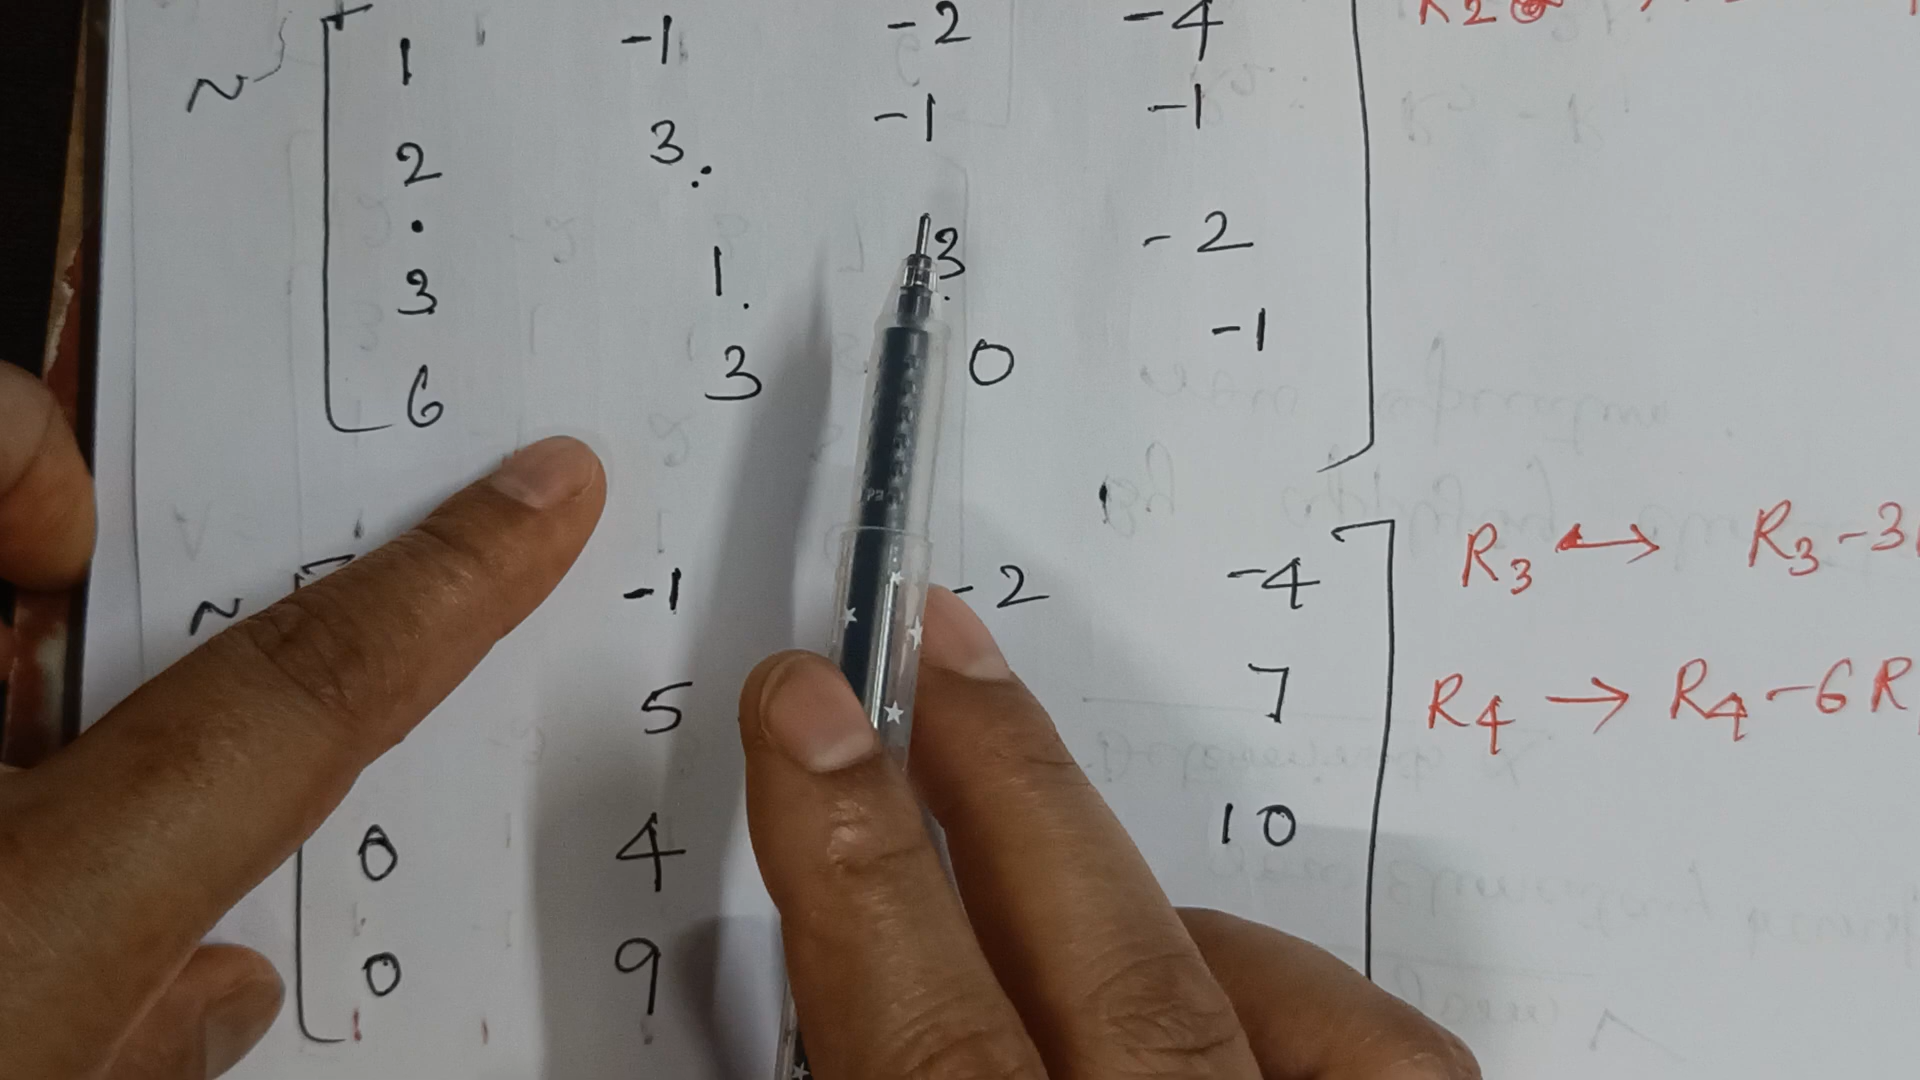 ~ 1 -1 -2 -4
2 3 -1 -1
3 1 3 -2
6 3 0 -1
~ -1 -2 -4 R3 ↔ R3-3
5 7 R4 → R4-6R
0 4 10
0 9